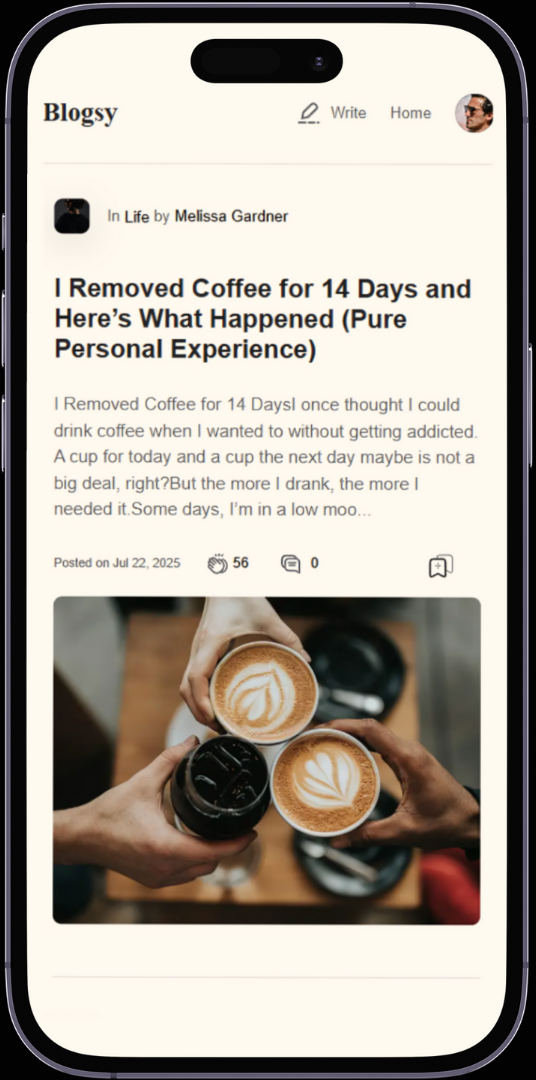 Blogsy
Write
Home
In Life by Melissa Gardner
I Removed Coffee for 14 Days and
Here’s What Happened (Pure
Personal Experience)
I Removed Coffee for 14 DaysI once thought I could
drink coffee when I wanted to without getting addicted.
A cup for today and a cup the next day maybe is not a
big deal, right?But the more I drank, the more I
needed it.Some days, I’m in a low moo...
Posted on Jul 22, 2025
56
0